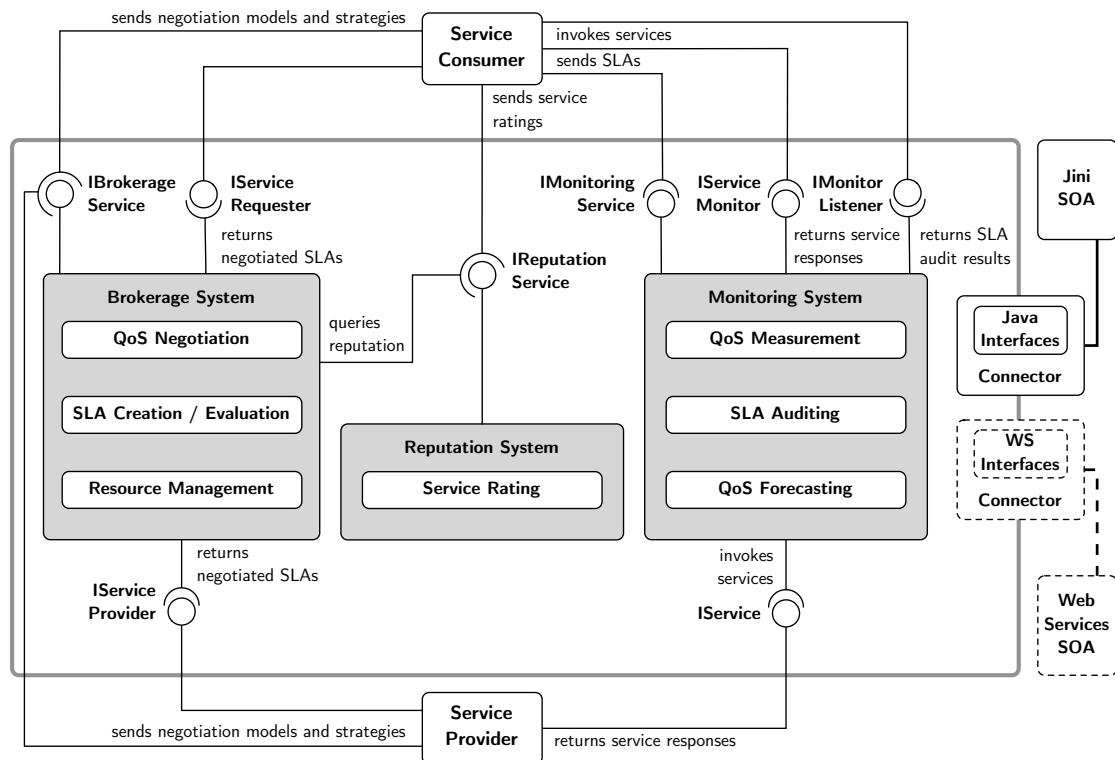 sends negotiation models and strategies
Service
Consumer
invokes services
sends SLAs
sends service
ratings
IBrokerage
Service
IService
Requester
IMonitoring
Service
IService
Monitor
IMonitor
Listener
Jini
SOA
returns
negotiated SLAs
IReputation
Service
returns service
responses
returns SLA
audit results
Brokerage System
QoS Negotiation
SLA Creation / Evaluation
Resource Management
queries
reputation
Reputation System
Service Rating
Monitoring System
QoS Measurement
SLA Auditing
QoS Forecasting
Java
Interfaces
Connector
WS
Interfaces
Connector
returns
negotiated SLAs
IService
Provider
invokes
services
IService
Web
Services
SOA
sends negotiation models and strategies
Service
Provider
returns service responses